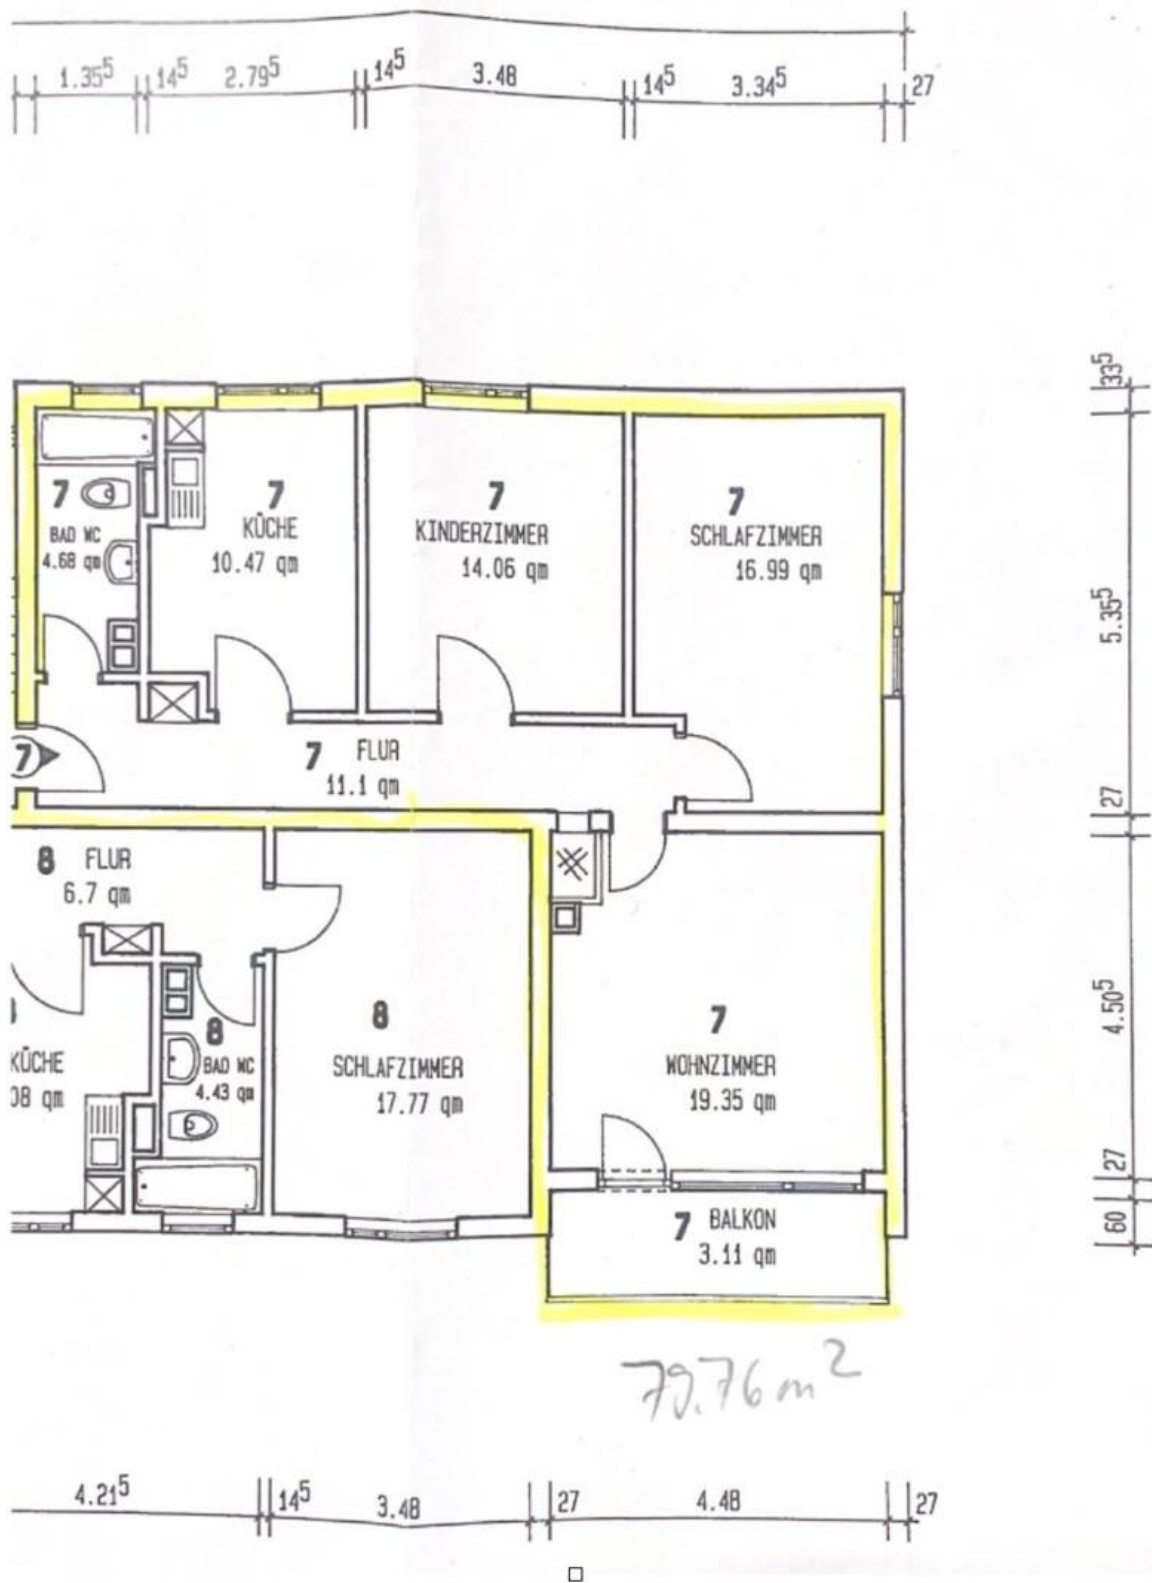 1.35⁵ 14⁵ 2.79⁵ 14⁵ 3.48 14⁵ 3.34⁵ 27
33⁵
7
BAD WC
4.68 qm
7
KÜCHE
10.47 qm
7
KINDERZIMMER
14.06 qm
7
SCHLAFZIMMER
16.99 qm
5.35⁵
7
7 FLUR
11.1 qm
27
8 FLUR
6.7 qm
KÜCHE
08 qm
8
BAD WC
4.43 qm
8
SCHLAFZIMMER
17.77 qm
7
WOHNZIMMER
19.35 qm
4.50⁵
27
7 BALKON
3.11 qm
60
79.76 m²
4.21⁵ 14⁵ 3.48 27 4.48 27